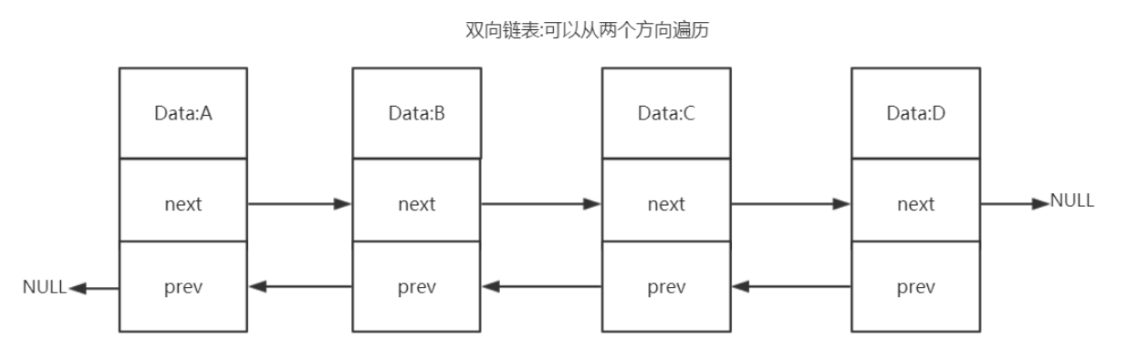 双向链表:可以从两个方向遍历
Data:A
Data:B
Data:C
Data:D
next
next
next
next
NULL
NULL
prev
prev
prev
prev